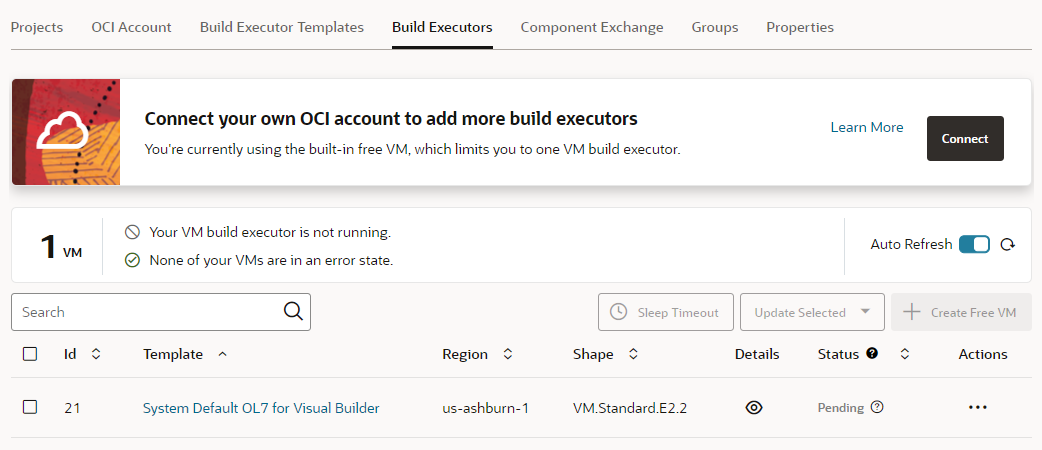 Projects OCI Account Build Executor Templates Build Executors Component Exchange Groups Properties
Connect your own OCI account to add more build executors
You're currently using the built-in free VM, which limits you to one VM build executor.
Learn More
Connect
1 VM
Your VM build executor is not running.
None of your VMs are in an error state.
Auto Refresh
Search
Sleep Timeout
Update Selected
Create Free VM
Id Template Region Shape Details Status Actions
21 System Default OL7 for Visual Builder us-ashburn-1 VM.Standard.E2.2 Pending